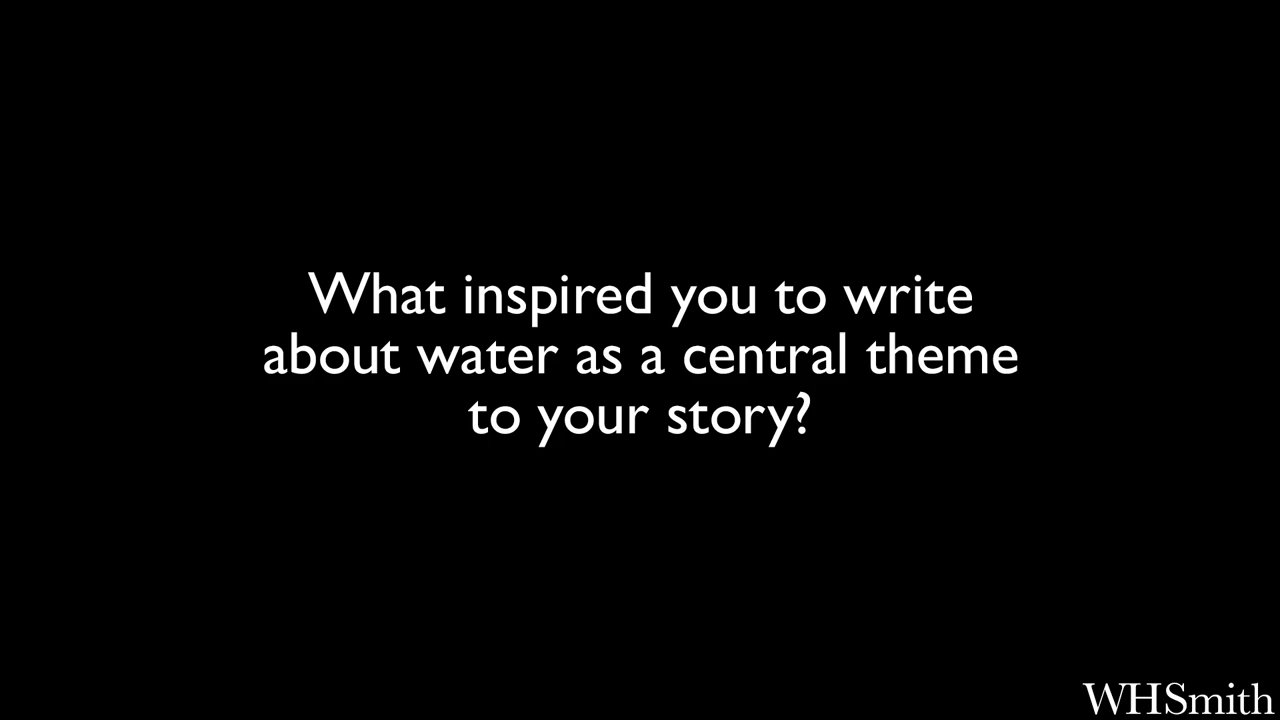 What inspired you to write
about water as a central theme
to your story?
WHSmith